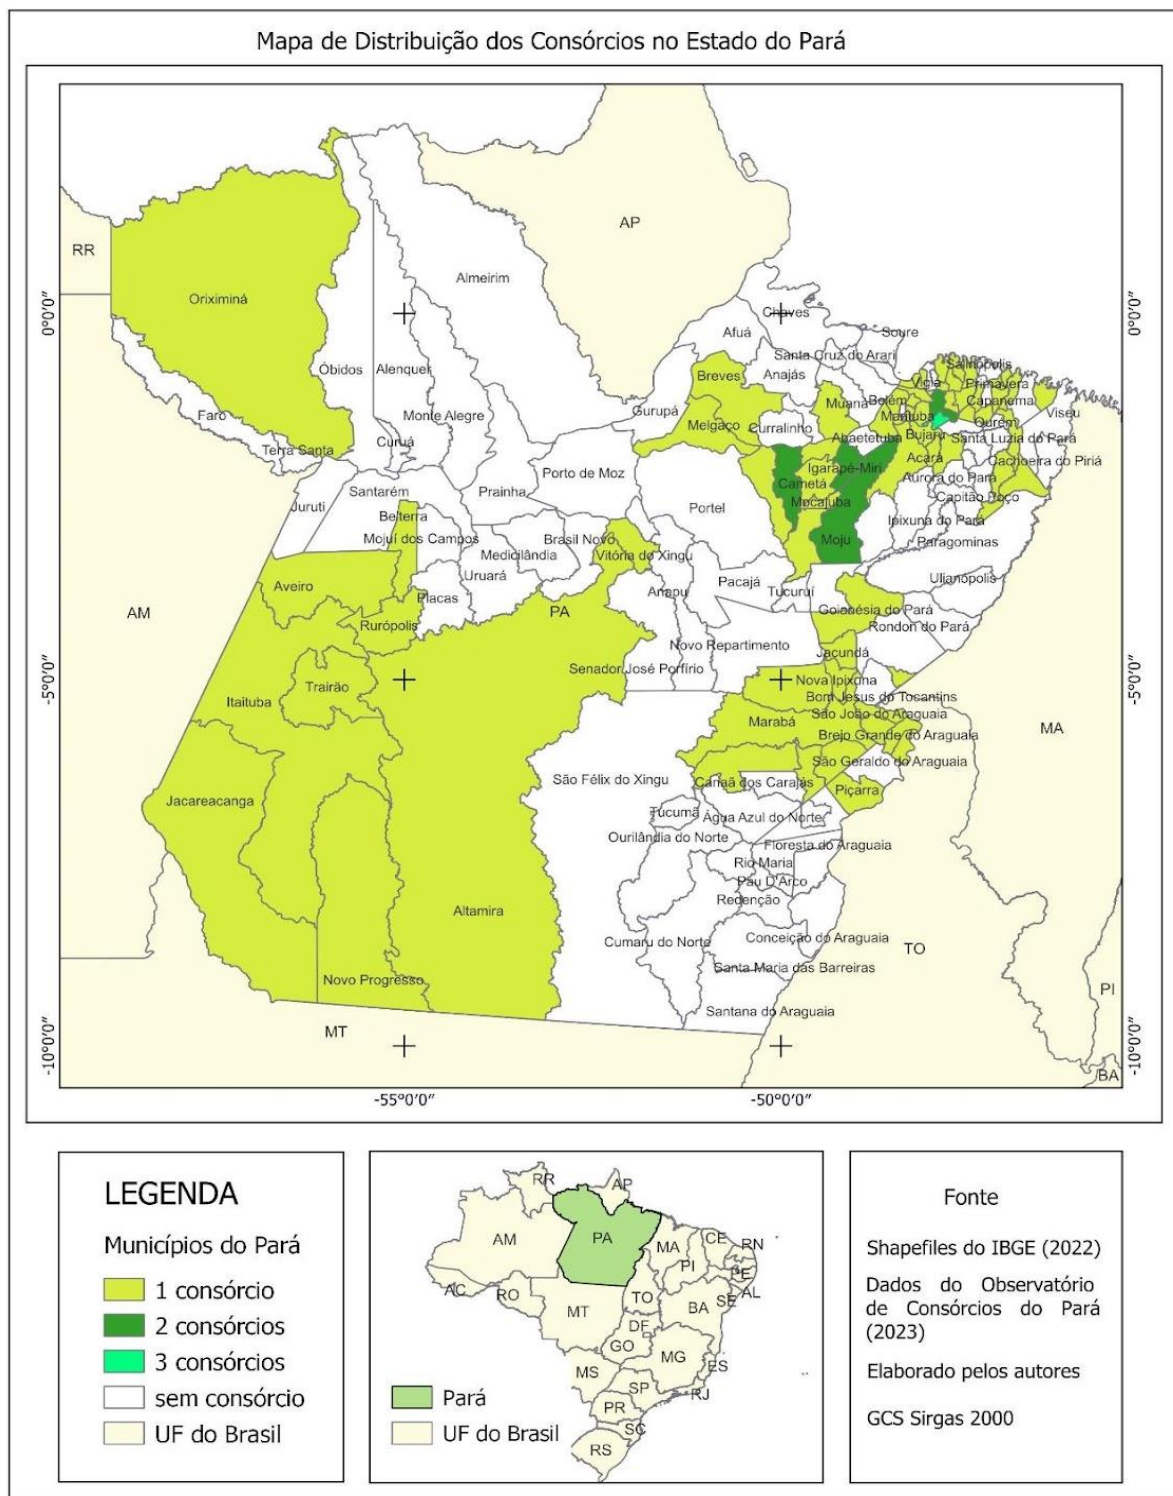 Mapa de Distribuição dos Consórcios no Estado do Pará
RR
AP
Oriximiná
Almeirim
0°0'0"
0°0'0"
Chaves
Afuá
Soure
Santa Cruz do Arari
Óbidos
Alenquer
Anajás
Salinópolis
Breves
Vigia
Primavera
Muaná
Belém
Capanema
Faro
Monte Alegre
Gurupá
Marituba
Viseu
Melgaço
Curralinho
Ourém
Curuá
Abaetetuba
Bujaru
Santa Luzia do Pará
Terra Santa
Acará
Cachoeira do Piriá
Porto de Moz
Igarapé-Miri
Santarém
Prainha
Cametá
Aurora do Pará
Juruti
Portel
Mocajuba
Capitão Poço
Belterra
Ipixuna do Pará
Mojuí dos Campos
Brasil Novo
Moju
Paragominas
Medicilândia
Vitória do Xingu
Uruará
Aveiro
Pacajá
Ulianópolis
Placas
Anapu
Tucuruí
AM
PA
Goianésia do Pará
Rurópolis
Rondon do Pará
Novo Repartimento
Jacundá
Senador José Porfírio
-5°0'0"
-5°0'0"
Trairão
Nova Ipixuna
Itaituba
Bom Jesus do Tocantins
São João do Araguaia
Marabá
MA
Brejo Grande do Araguaia
São Geraldo do Araguaia
São Félix do Xingu
Canaã dos Carajás
Piçarra
Jacareacanga
Tucumã
Água Azul do Norte
Ourilândia do Norte
Floresta do Araguaia
Rio Maria
Pau D'Arco
Redenção
Altamira
Cumaru do Norte
Conceição do Araguaia
TO
Santa Maria das Barreiras
Novo Progresso
PI
Santana do Araguaia
MT
-10°0'0"
-10°0'0"
BA
-55°0'0"
-50°0'0"
LEGENDA
Municípios do Pará
1 consórcio
2 consórcios
3 consórcios
sem consórcio
UF do Brasil
RR
AP
AM
PA
MA
CE
RN
PI
PE
AC
RO
TO
AL
SE
MT
BA
DF
GO
MG
MS
ES
SP
RJ
PR
SC
RS
Pará
UF do Brasil
Fonte
Shapefiles do IBGE (2022)
Dados do Observatório
de Consórcios do Pará
(2023)
Elaborado pelos autores
GCS Sirgas 2000